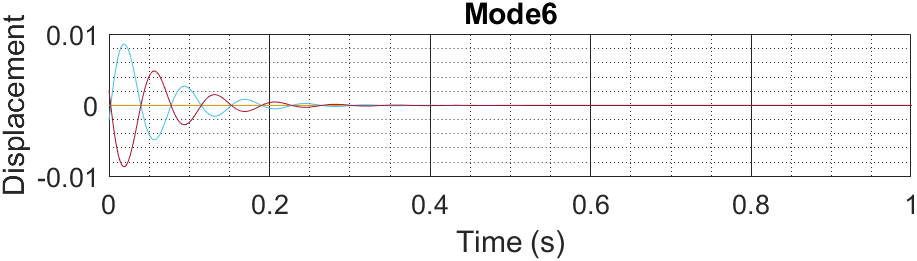 Mode6
Displacement
0.01
0
-0.01
0 0.2 0.4 0.6 0.8 1
Time (s)